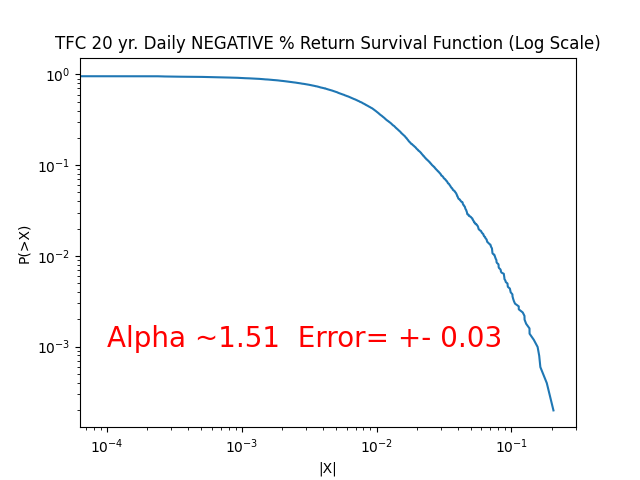 TFC 20 yr. Daily NEGATIVE % Return Survival Function (Log Scale)
10⁰
10⁻¹
10⁻²
10⁻³
P(>X)
Alpha ~1.51  Error= +- 0.03
10⁻⁴ 10⁻³ 10⁻² 10⁻¹
|X|